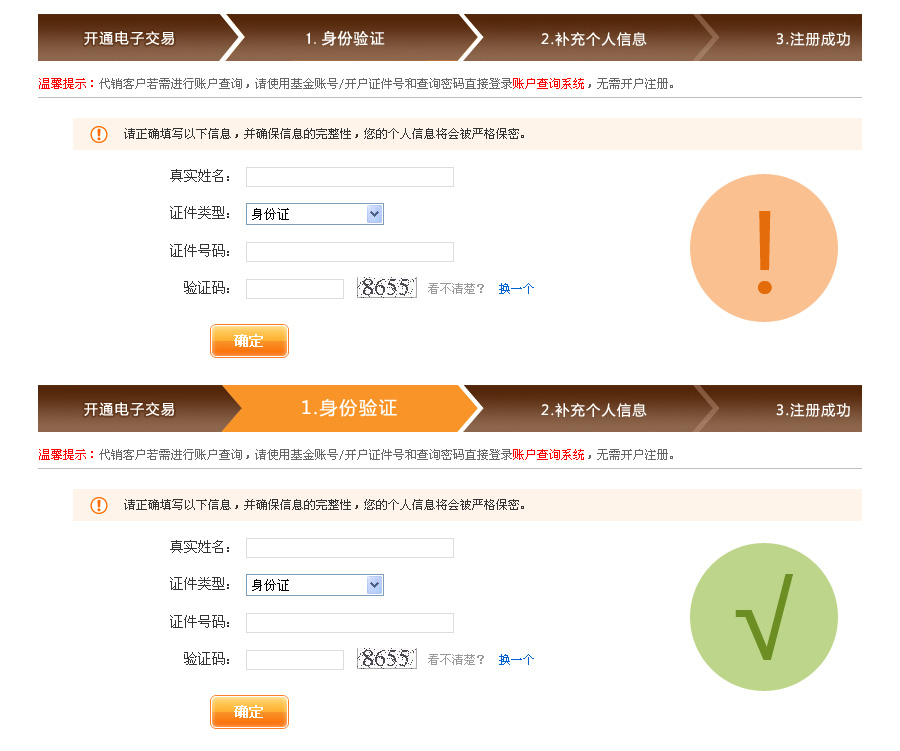 开通电子交易 1. 身份验证 2.补充个人信息 3.注册成功
温馨提示：代销客户若需进行账户查询，请使用基金账号/开户证件号和查询密码直接登录账户查询系统，无需开户注册。
! 请正确填写以下信息，并确保信息的完整性，您的个人信息将会被严格保密。
真实姓名：
证件类型： 身份证
证件号码：
验证码： 8655 看不清楚？ 换一个
确定
!
开通电子交易 1.身份验证 2.补充个人信息 3.注册成功
温馨提示：代销客户若需进行账户查询，请使用基金账号/开户证件号和查询密码直接登录账户查询系统，无需开户注册。
! 请正确填写以下信息，并确保信息的完整性，您的个人信息将会被严格保密。
真实姓名：
证件类型： 身份证
证件号码：
验证码： 8655 看不清楚？ 换一个
确定
√